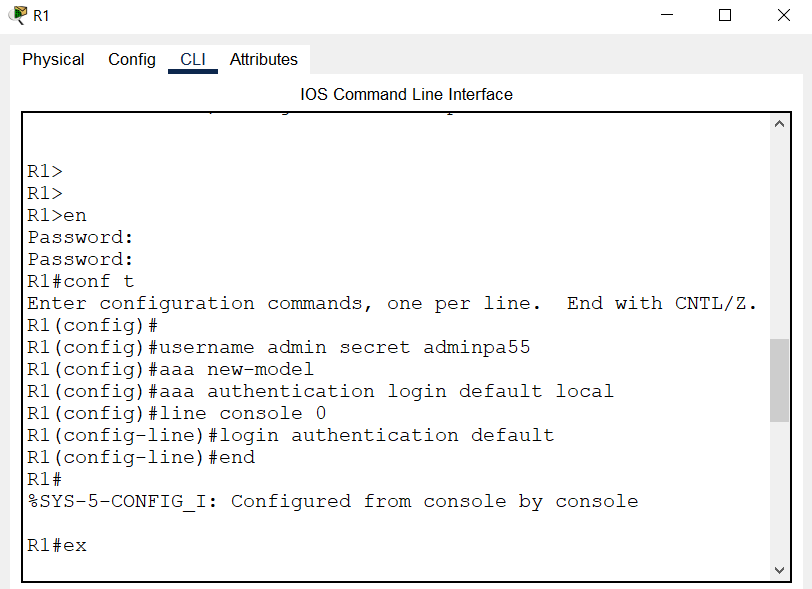 R1
Physical Config CLI Attributes
IOS Command Line Interface
R1>
R1>
R1>en
Password:
Password:
R1#conf t
Enter configuration commands, one per line.  End with CNTL/Z.
R1(config)#
R1(config)#username admin secret adminpa55
R1(config)#aaa new-model
R1(config)#aaa authentication login default local
R1(config)#line console 0
R1(config-line)#login authentication default
R1(config-line)#end
R1#
%SYS-5-CONFIG_I: Configured from console by console
R1#ex